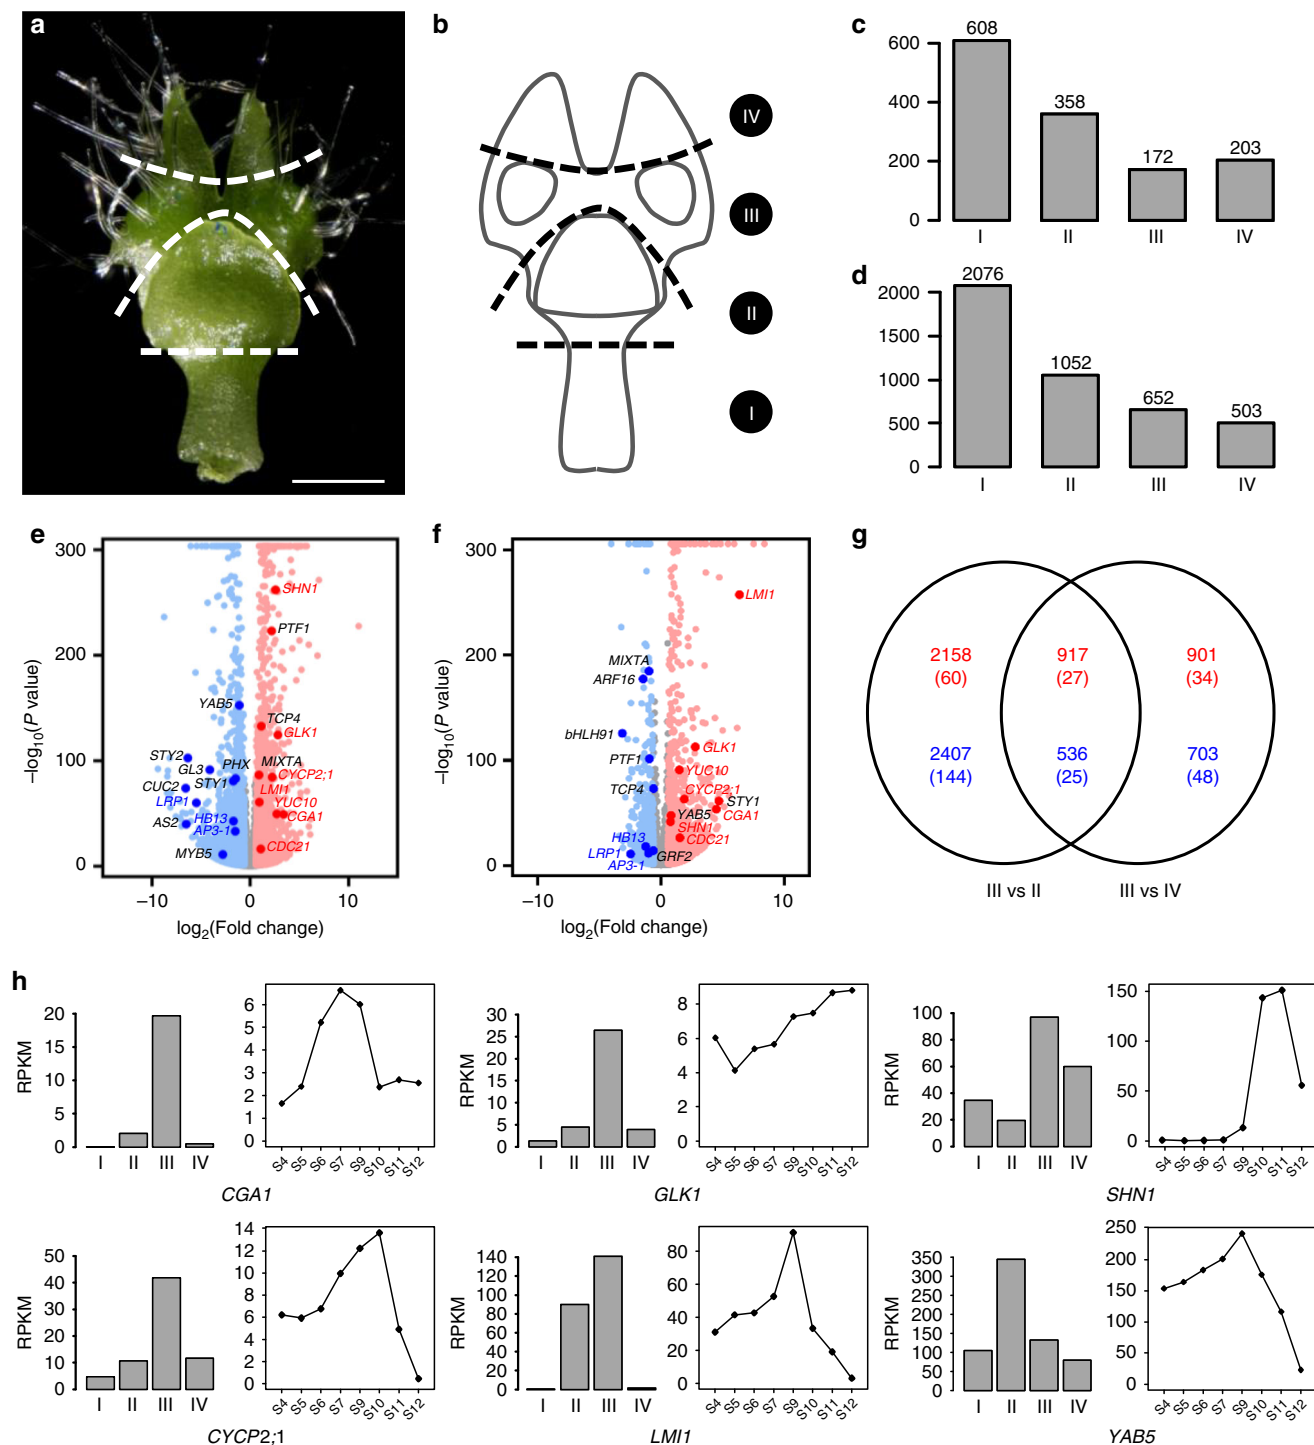 a
b
IV
III
II
I
c
600
400
200
0
608
358
172
203
I II III IV
d
2000
1500
1000
500
0
2076
1052
652
503
I II III IV
e
300
200
100
0
–log10(P value)
SHN1
PTF1
YAB5
TCP4
GLK1
STY2
PHX
MIXTA
GL3
CYCP2;1
CUC2
STY1
LMI1
LRP1
YUC10
HB13
CGA1
AS2
AP3-1
CDC21
MYB5
–10 0 10
log2(Fold change)
f
300
200
100
0
–log10(P value)
LMI1
MIXTA
ARF16
bHLH91
GLK1
PTF1
YUC10
TCP4
CYCP2;1
STY1
YAB5
CGA1
SHN1
HB13
CDC21
LRP1
GRF2
AP3-1
–10 0 10
log2(Fold change)
g
2158
(60)
917
(27)
901
(34)
2407
(144)
536
(25)
703
(48)
III vs II
III vs IV
h
RPKM
20
15
10
5
0
I II III IV
6
5
4
3
2
1
0
S4 S5 S6 S7 S9 S10 S11 S12
CGA1
RPKM
30
25
20
15
10
5
0
I II III IV
8
6
4
2
0
S4 S5 S6 S7 S9 S10 S11 S12
GLK1
RPKM
100
80
60
40
20
0
I II III IV
150
100
50
0
S4 S5 S6 S7 S9 S10 S11 S12
SHN1
RPKM
50
40
30
20
10
0
I II III IV
14
12
10
8
6
4
2
0
S4 S5 S6 S7 S9 S10 S11 S12
CYCP2;1
RPKM
140
120
100
80
60
40
20
0
I II III IV
80
60
40
20
0
S4 S5 S6 S7 S9 S10 S11 S12
LMI1
RPKM
350
300
250
200
150
100
50
0
I II III IV
250
200
150
100
50
0
S4 S5 S6 S7 S9 S10 S11 S12
YAB5